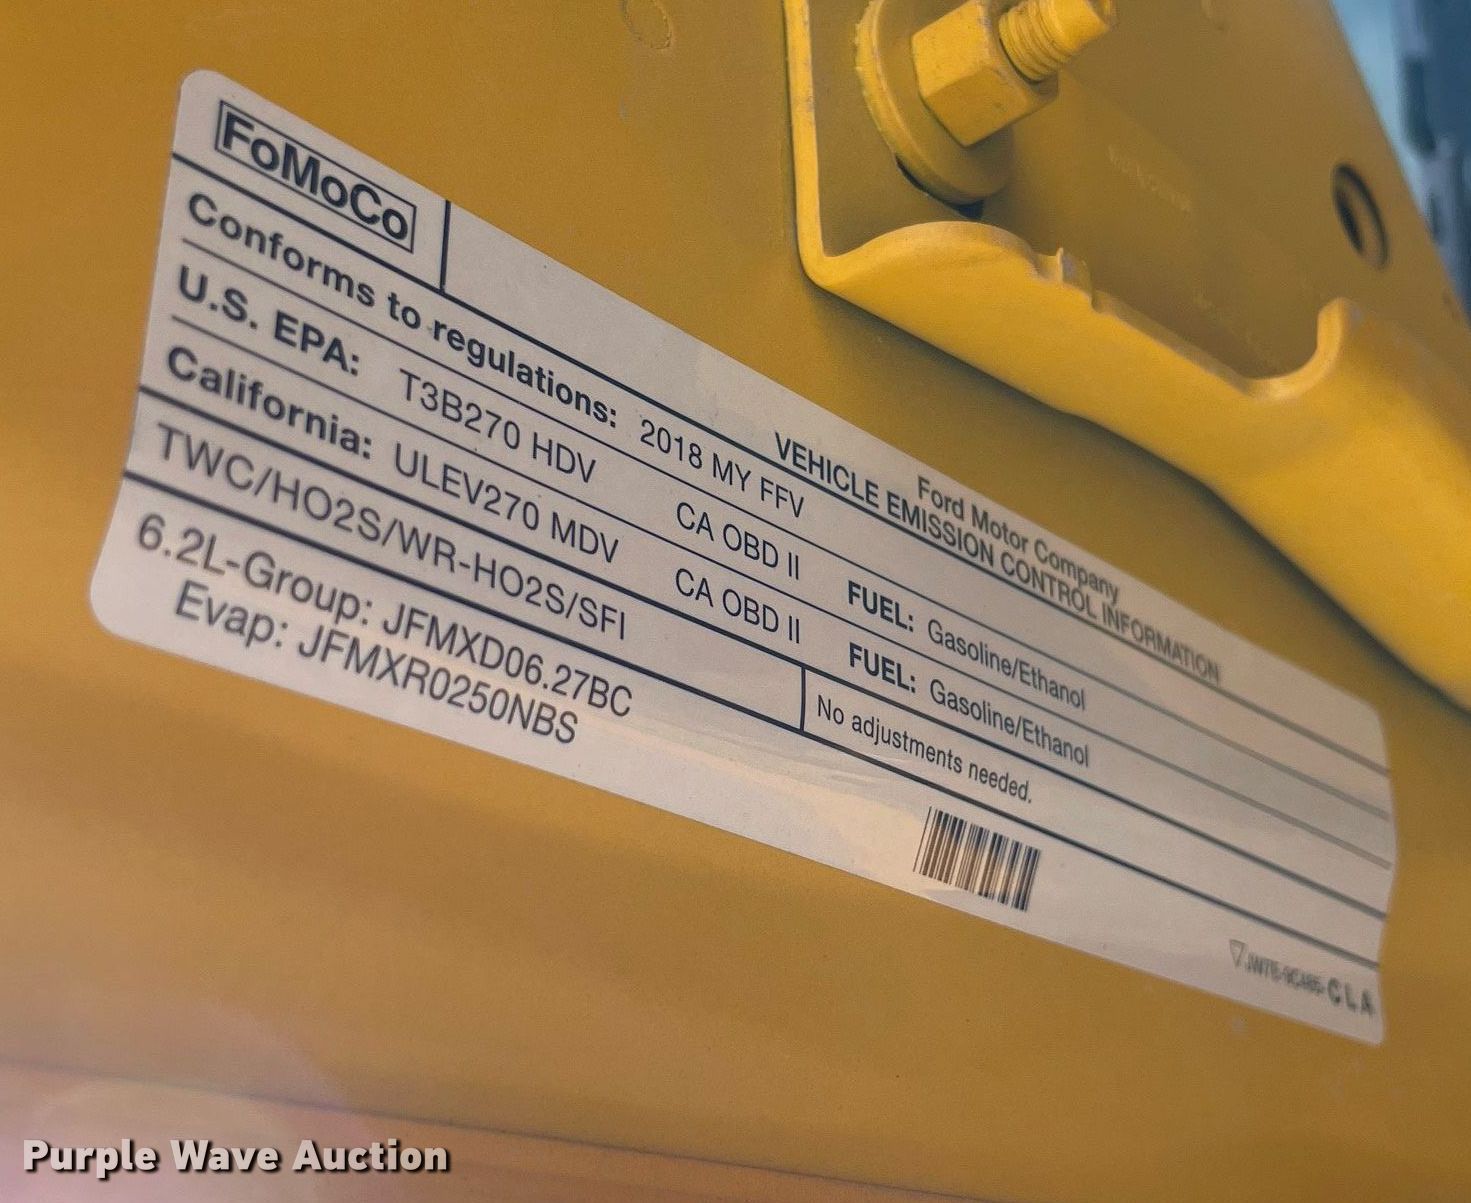 FoMoCo
Ford Motor Company
VEHICLE EMISSION CONTROL INFORMATION
Conforms to regulations: 2018 MY FFV
U.S. EPA: T3B270 HDV CA OBD II FUEL: Gasoline/Ethanol
California: ULEV270 MDV CA OBD II FUEL: Gasoline/Ethanol
TWC/HO2S/WR-HO2S/SFI
No adjustments needed.
6.2L-Group: JFMXD06.27BC
Evap: JFMXR0250NBS
CLA
Purple Wave Auction